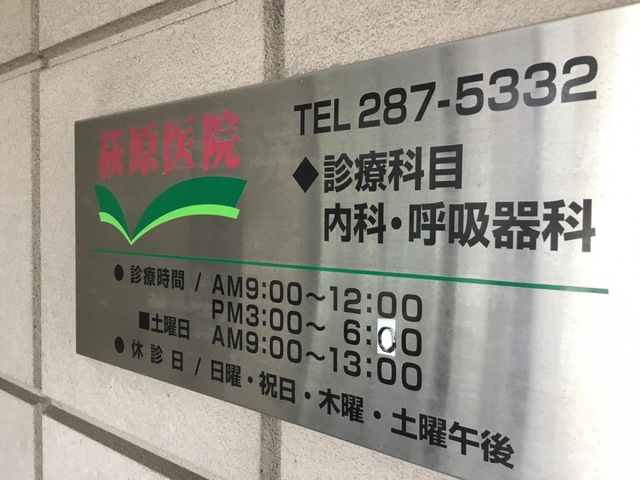 萩原医院
TEL 287-5332
◆診療科目
内科・呼吸器科
● 診療時間 / AM9:00～12:00
PM3:00～ 6:00
■土曜日 AM9:00～13:00
● 休 診 日 / 日曜・祝日・木曜・土曜午後